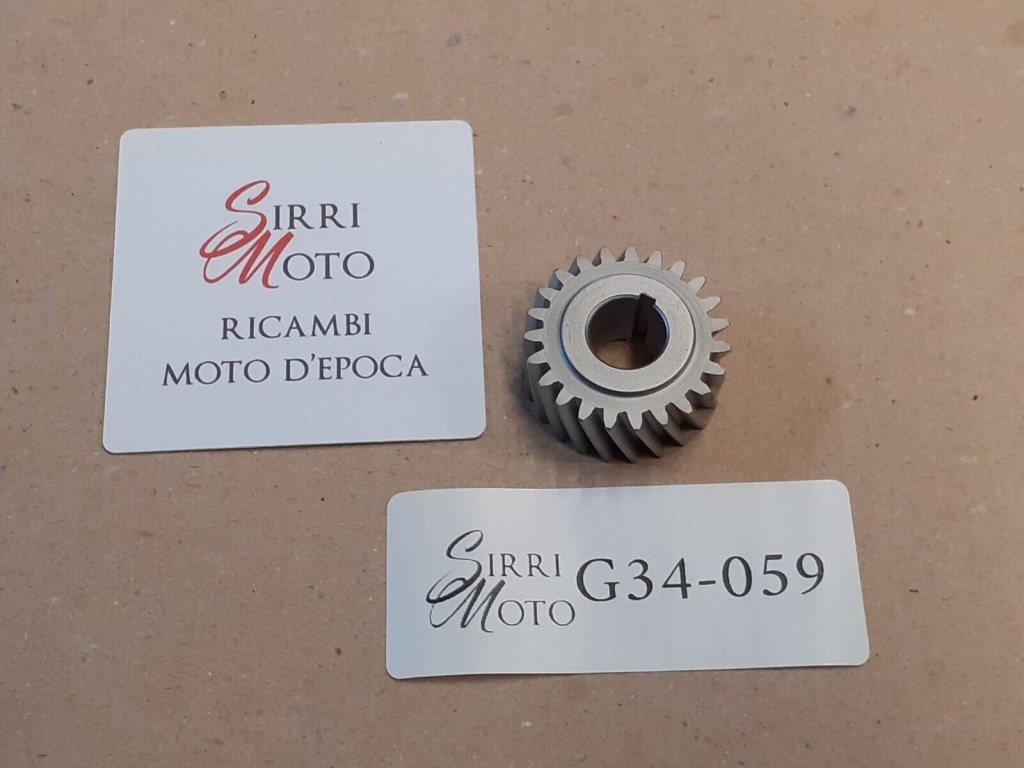 SIRRI
MOTO
RICAMBI
MOTO D'EPOCA
SIRRI
MOTO
G34-059